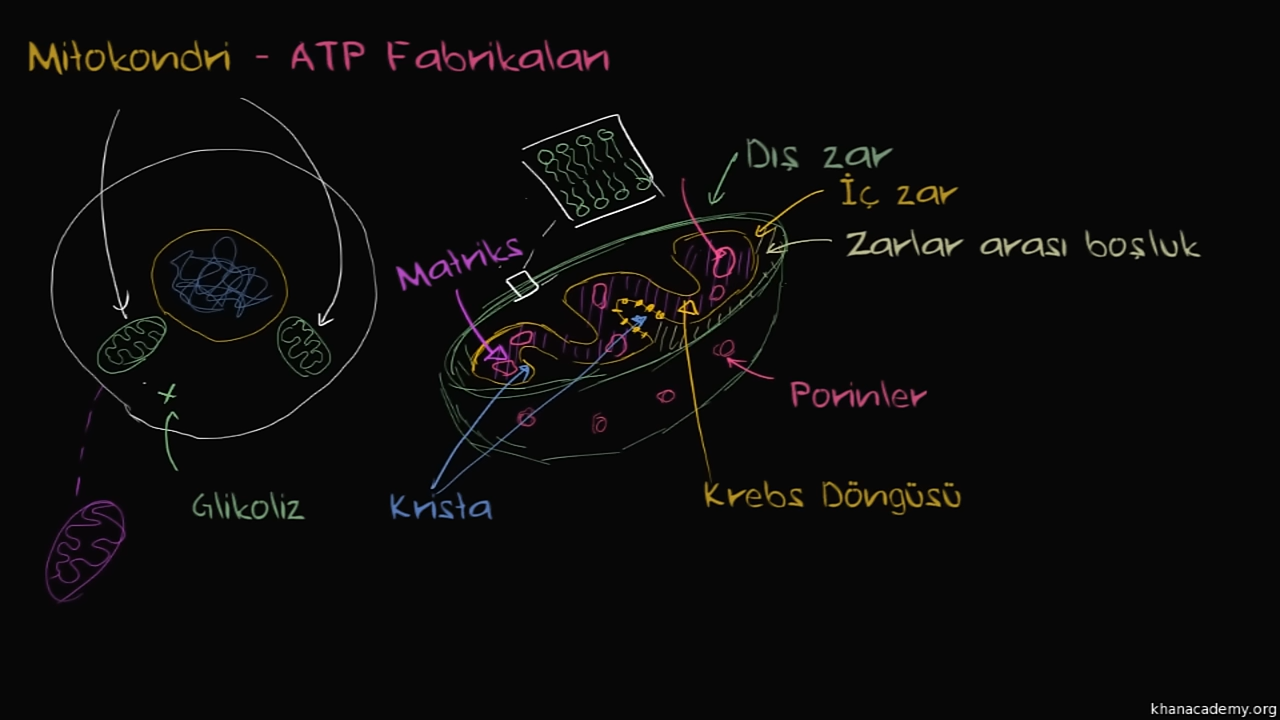 Mitokondri - ATP Fabrikaları
Dış zar
İç zar
Zarlar arası boşluk
Matriks
Porinler
Glikoliz
Krista
Krebs Döngüsü
khanacademy.org